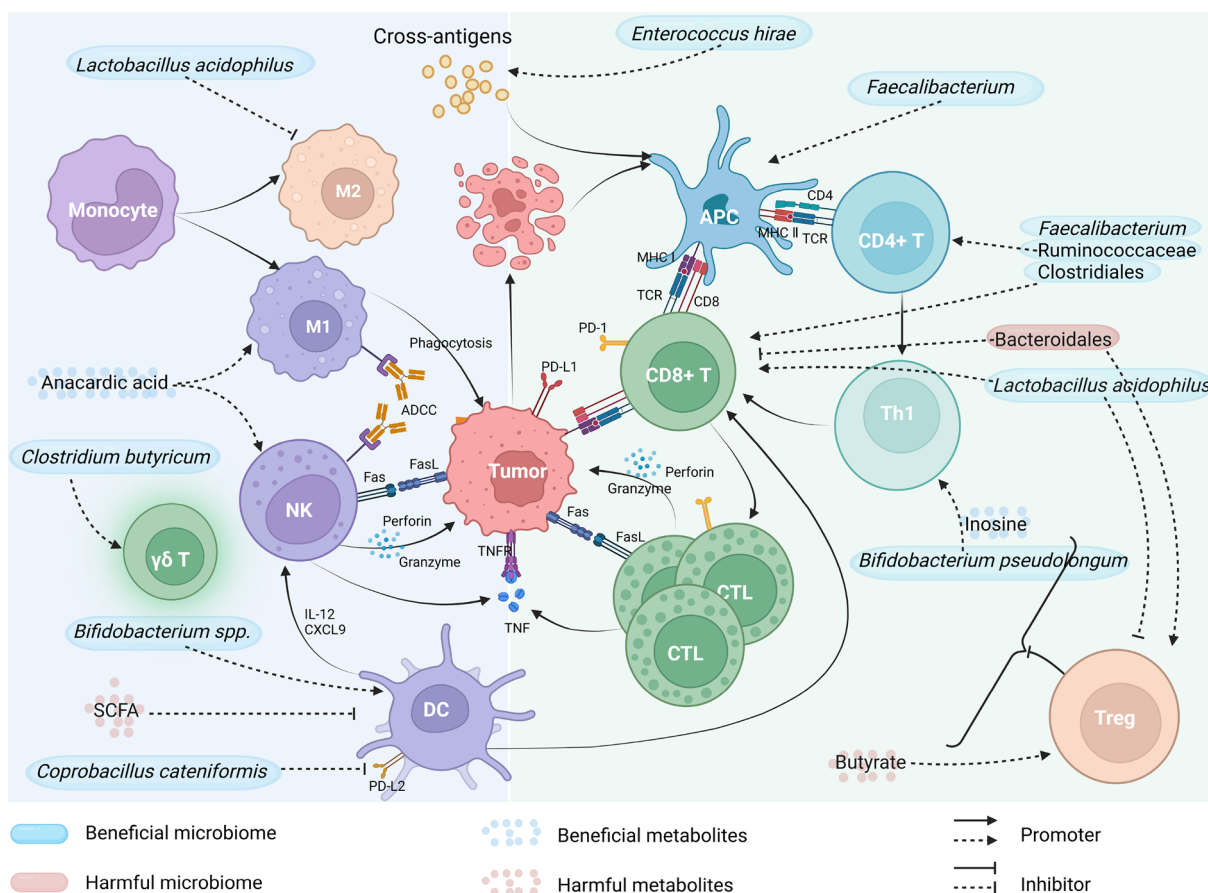 Cross-antigens
Enterococcus hirae
Lactobacillus acidophilus
Faecalibacterium
M2
Monocyte
APC
CD4
MHC II
TCR
CD4+ T
Faecalibacterium
Ruminococcaceae
Clostridiales
MHC I
TCR
CD8
M1
Phagocytosis
PD-1
PD-L1
CD8+ T
Bacteroidales
Lactobacillus acidophilus
Anacardic acid
ADCC
Th1
Clostridium butyricum
Fas
FasL
Tumor
Perforin
Granzyme
NK
Fas
Perforin
Granzyme
TNFR
FasL
Inosine
Bifidobacterium pseudolongum
γδ T
CTL
IL-12
CXCL9
TNF
Bifidobacterium spp.
CTL
SCFA
DC
Treg
Coprobacillus cateniformis
PD-L2
Butyrate
Beneficial microbiome
Beneficial metabolites
Promoter
Harmful microbiome
Harmful metabolites
Inhibitor